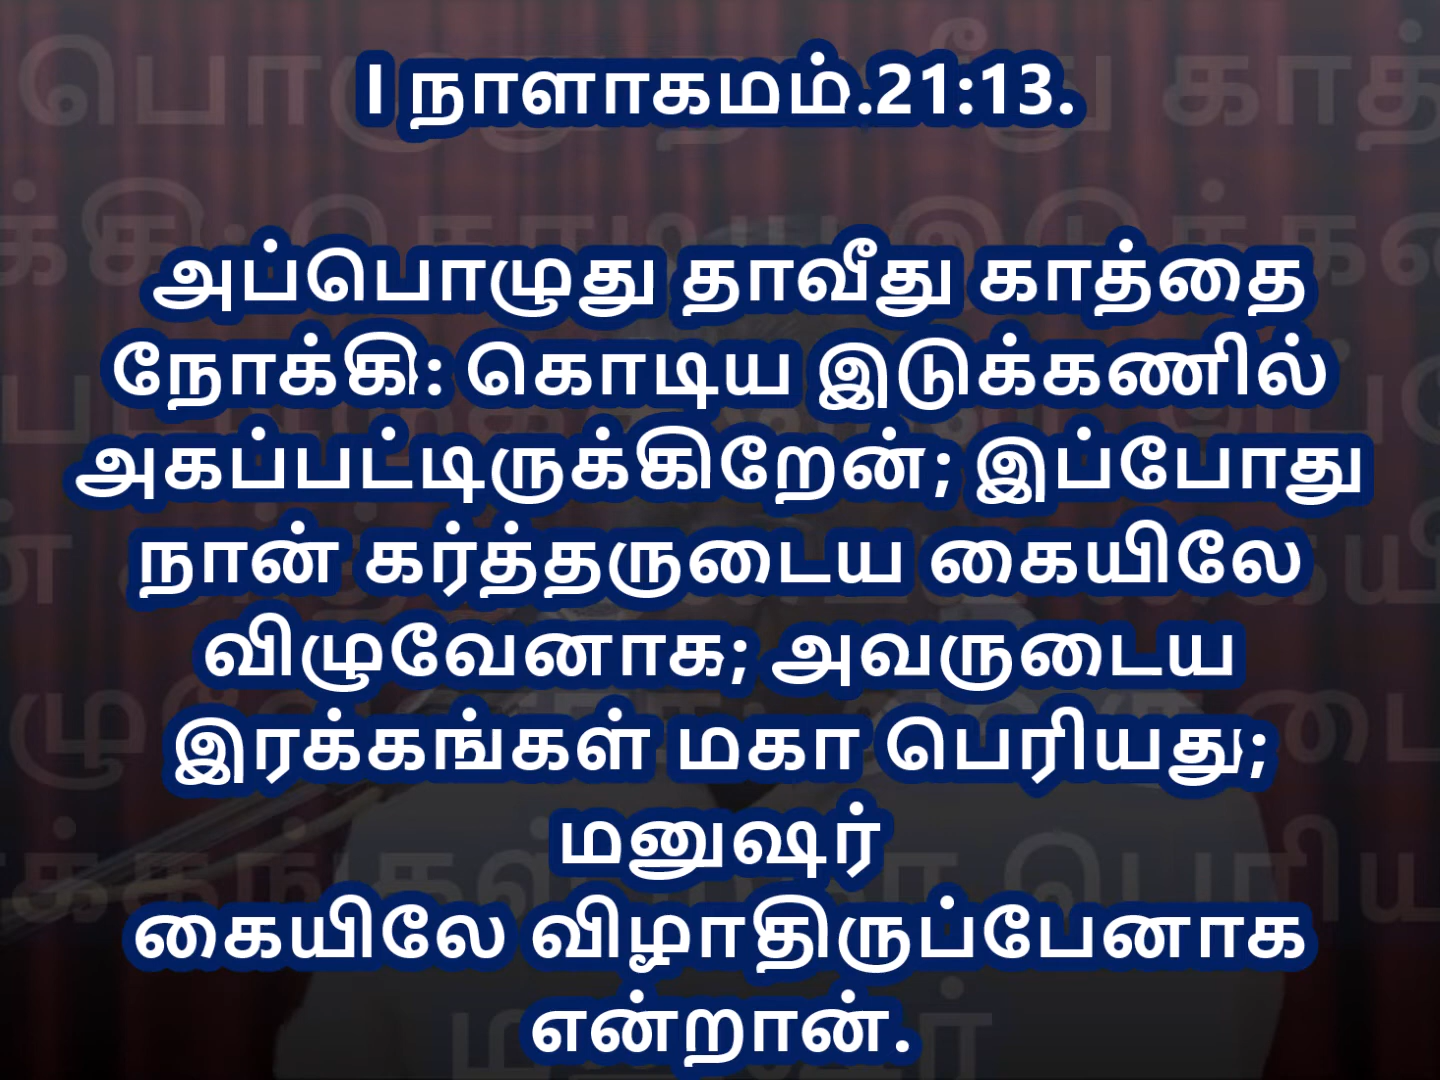 I நாளாகமம்.21:13.
அப்பொழுது தாவீது காத்தை
நோக்கி: கொடிய இடுக்கணில்
அகப்பட்டிருக்கிறேன்; இப்போது
நான் கர்த்தருடைய கையிலே
விழுவேனாக; அவருடைய
இரக்கங்கள் மகா பெரியது;
மனுஷர்
கையிலே விழாதிருப்பேனாக
என்றான்.